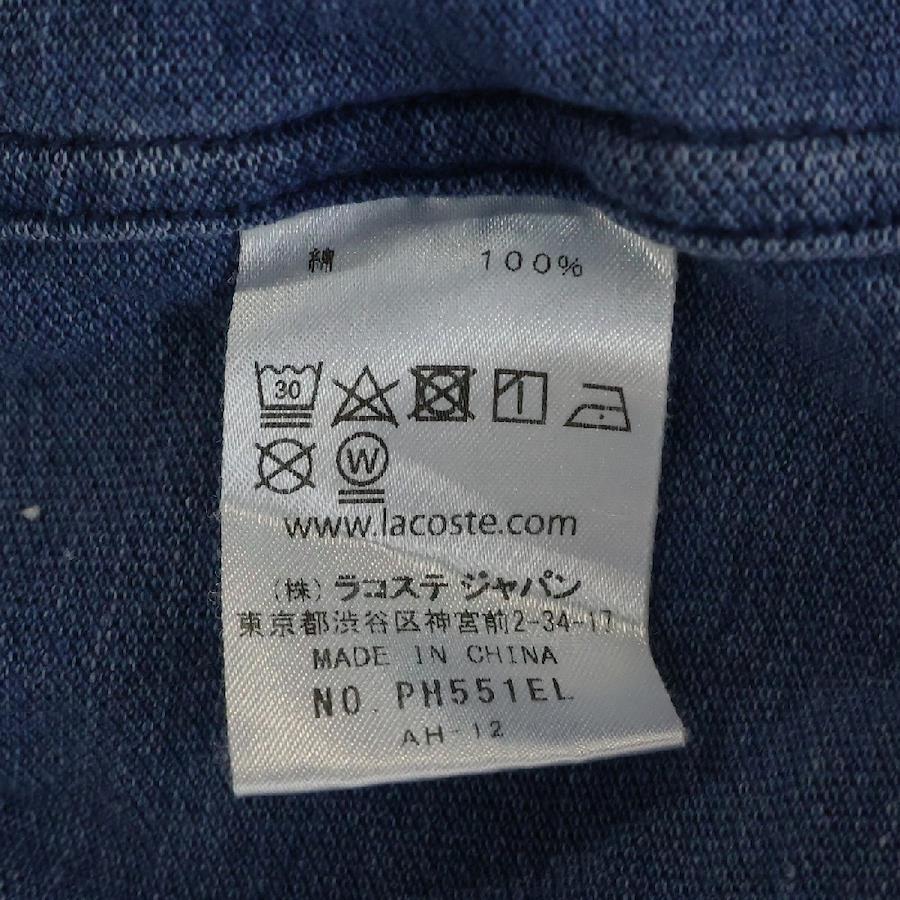 綿 100%
30
W
www.lacoste.com
(株) ラコステ ジャパン
東京都渋谷区神宮前2-34-17
MADE IN CHINA
NO. PH551EL
AH-12